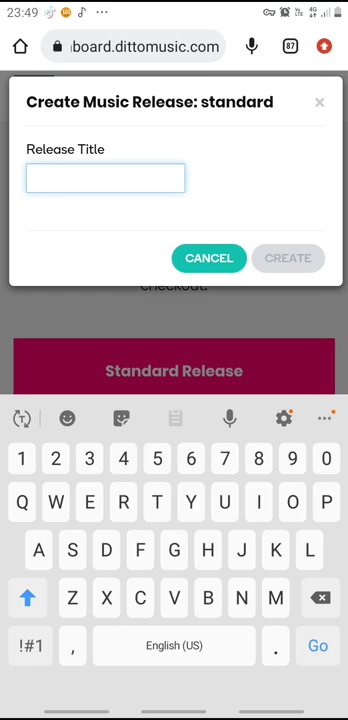 23:49
4G
87
board.dittomusic.com
Create Music Release: standard
×
Release Title
CANCEL
CREATE
checkout.
Standard Release
1 2 3 4 5 6 7 8 9 0
Q W E R T Y U I O P
A S D F G H J K L
Z X C V B N M
!#1 , English (US) . Go